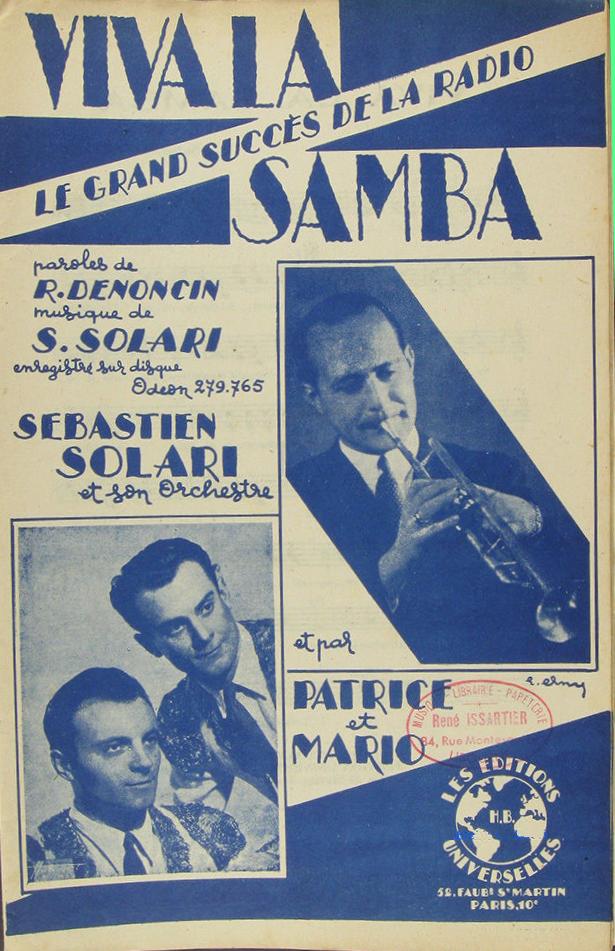 VIVA LA
LE GRAND SUCCÈS DE LA RADIO
SAMBA
paroles de
R. DENONCIN
musique de
S. SOLARI
enregistré sur disque
Odeon 279.765
SEBASTIEN
SOLARI
et son Orchestre
et par
PATRICE
et
MARIO
LIBRAIRIE - PAPETERIE
René ISSARTIER
84, Rue
LES EDITIONS
H.B.
UNIVERSELLES
52, FAUBG ST MARTIN
PARIS, 10e